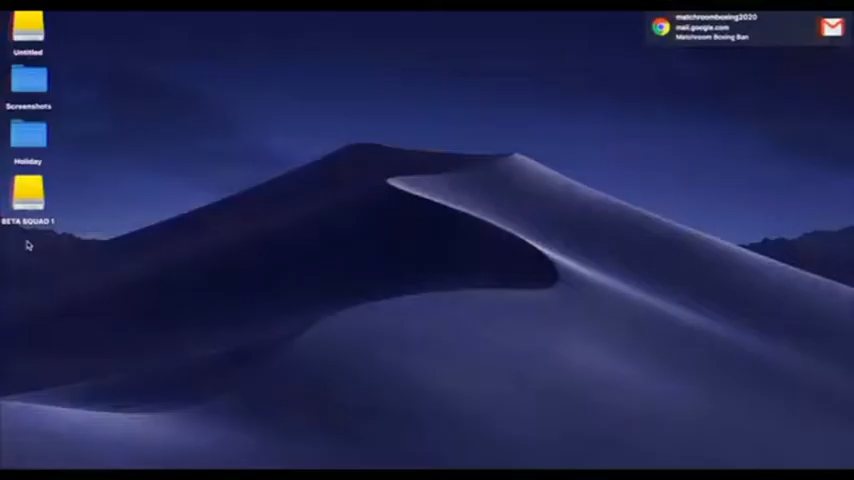 Untitled
Screenshots
Holiday
BETA SQUAD 1
matchroomboxing2020
mail.google.com
Matchroom Boxing Ban